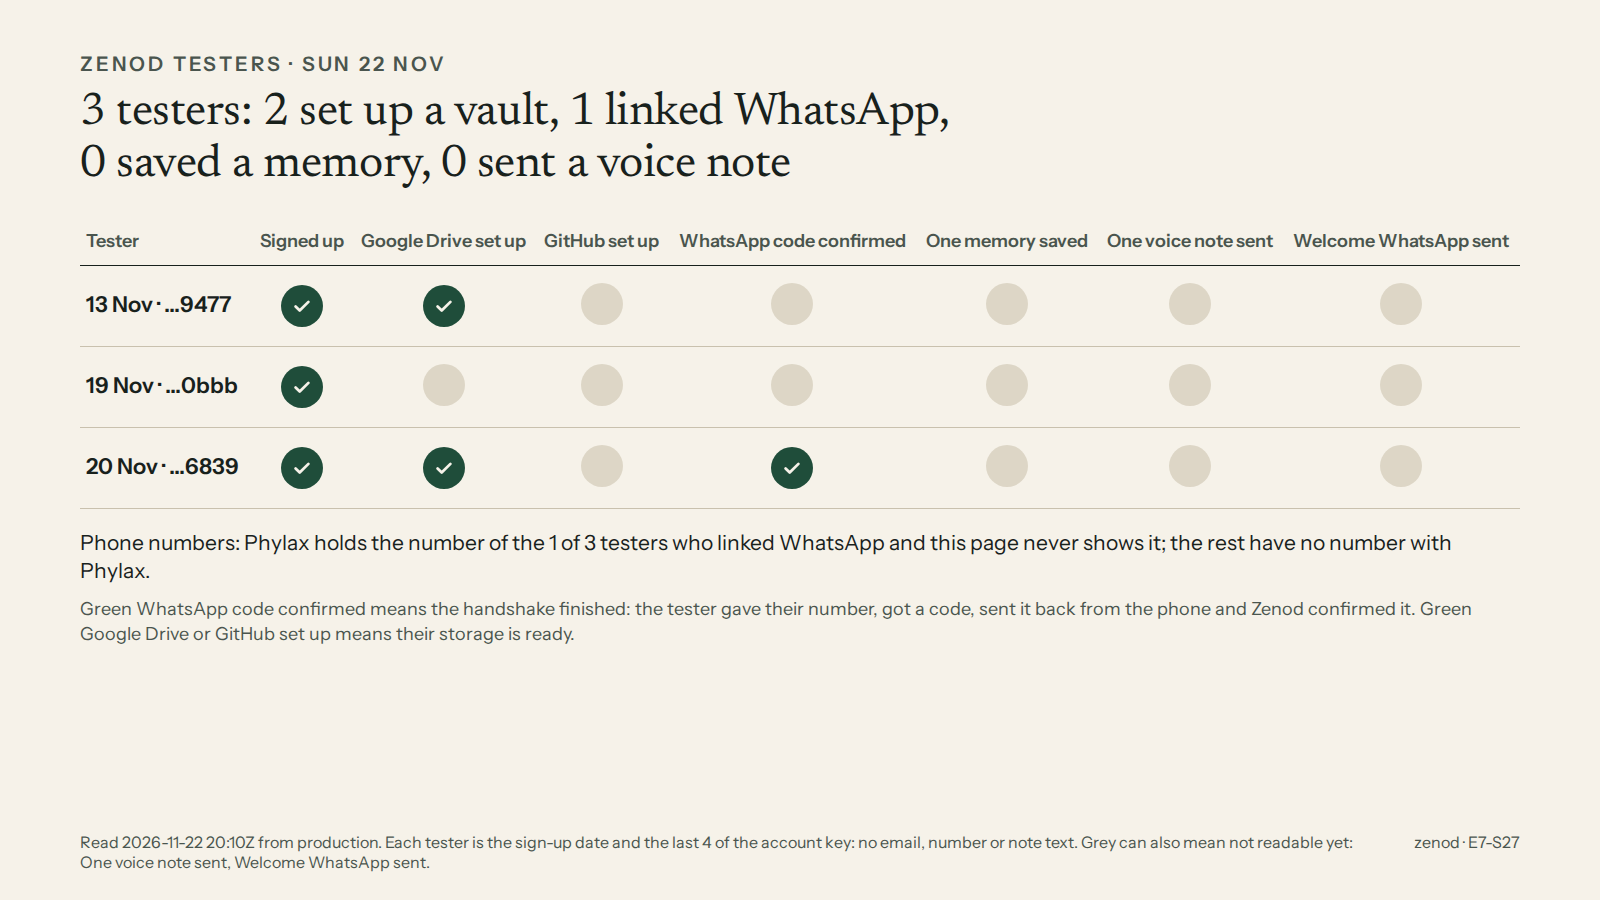 ZENOD TESTERS · SUN 22 NOV
3 testers: 2 set up a vault, 1 linked WhatsApp,
0 saved a memory, 0 sent a voice note
Tester Signed up Google Drive set up GitHub set up WhatsApp code confirmed One memory saved One voice note sent Welcome WhatsApp sent
13 Nov · …9477
19 Nov · …0bbb
20 Nov · …6839
Phone numbers: Phylax holds the number of the 1 of 3 testers who linked WhatsApp and this page never shows it; the rest have no number with
Phylax.
Green WhatsApp code confirmed means the handshake finished: the tester gave their number, got a code, sent it back from the phone and Zenod confirmed it. Green
Google Drive or GitHub set up means their storage is ready.
Read 2026-11-22 20:10Z from production. Each tester is the sign-up date and the last 4 of the account key: no email, number or note text. Grey can also mean not readable yet:
One voice note sent, Welcome WhatsApp sent.
zenod · E7-S27